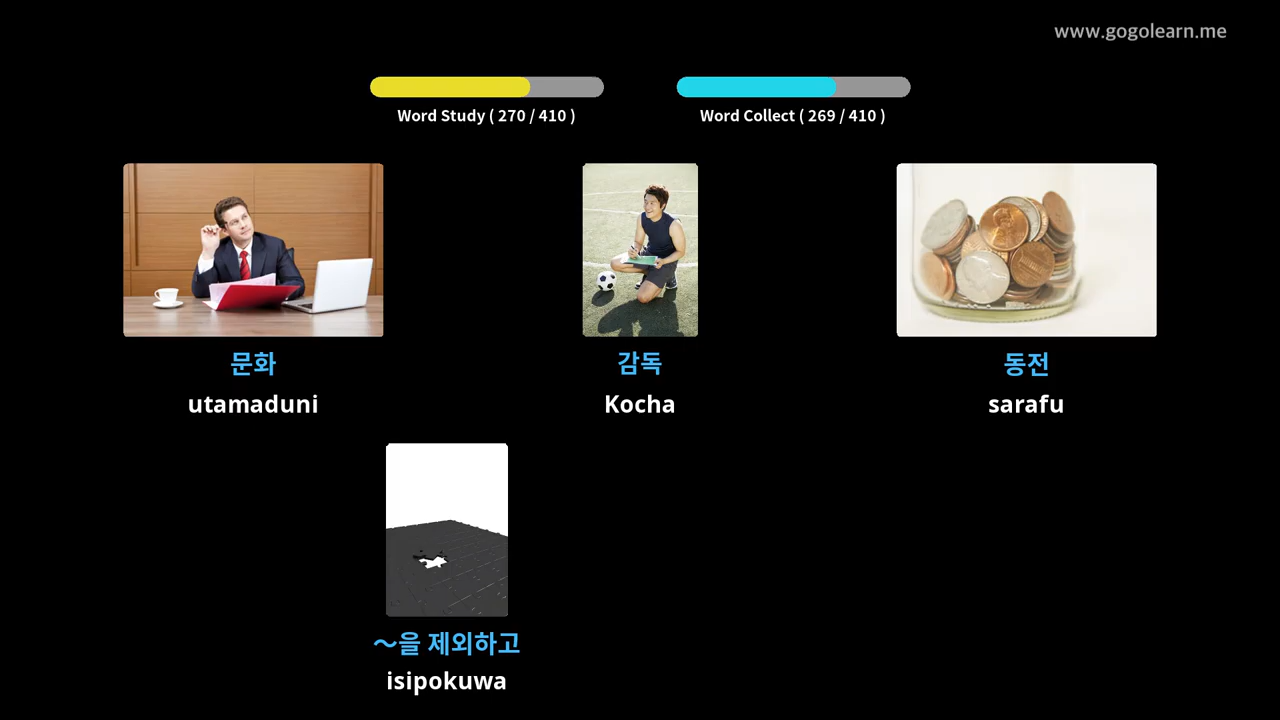 www.gogolearn.me
Word Study ( 270 / 410 )
Word Collect ( 269 / 410 )
문화
utamaduni
감독
Kocha
동전
sarafu
～을 제외하고
isipokuwa